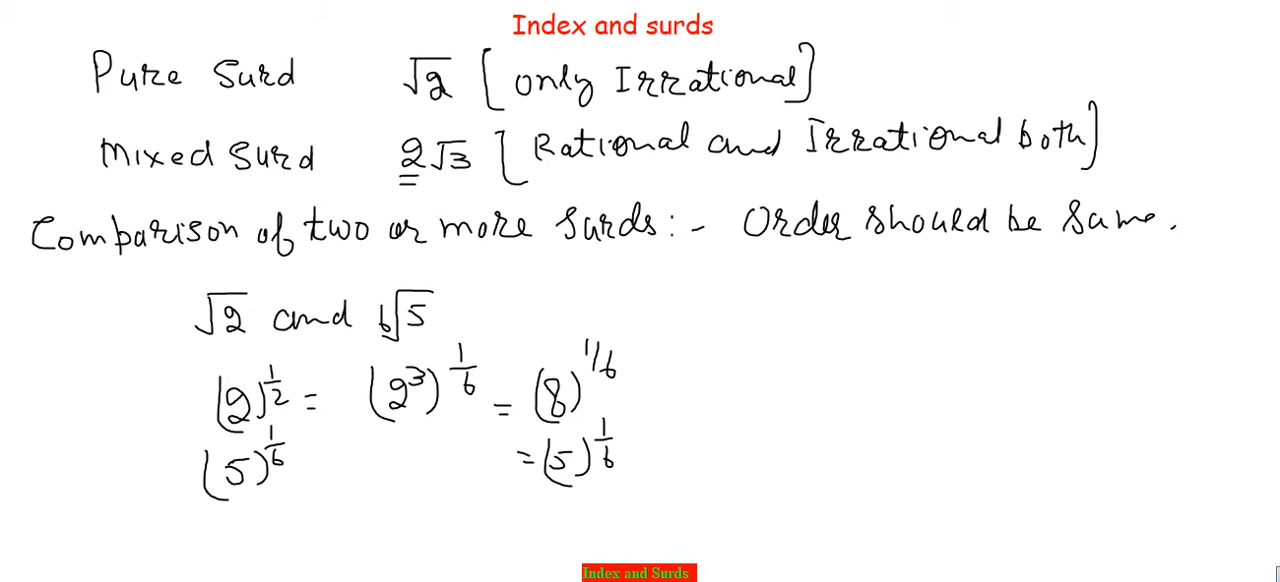 Index and surds
Pure Surd √2 [only Irrational]
Mixed Surd 2√3 [Rational and Irrational both]
Comparison of two or more Surds:- Order should be Same.
√2 and ⁶√5
(2)^1/2 = (2³)^1/6 = (8)^1/6
(5)^1/6 = (5)^1/6
Index and Surds